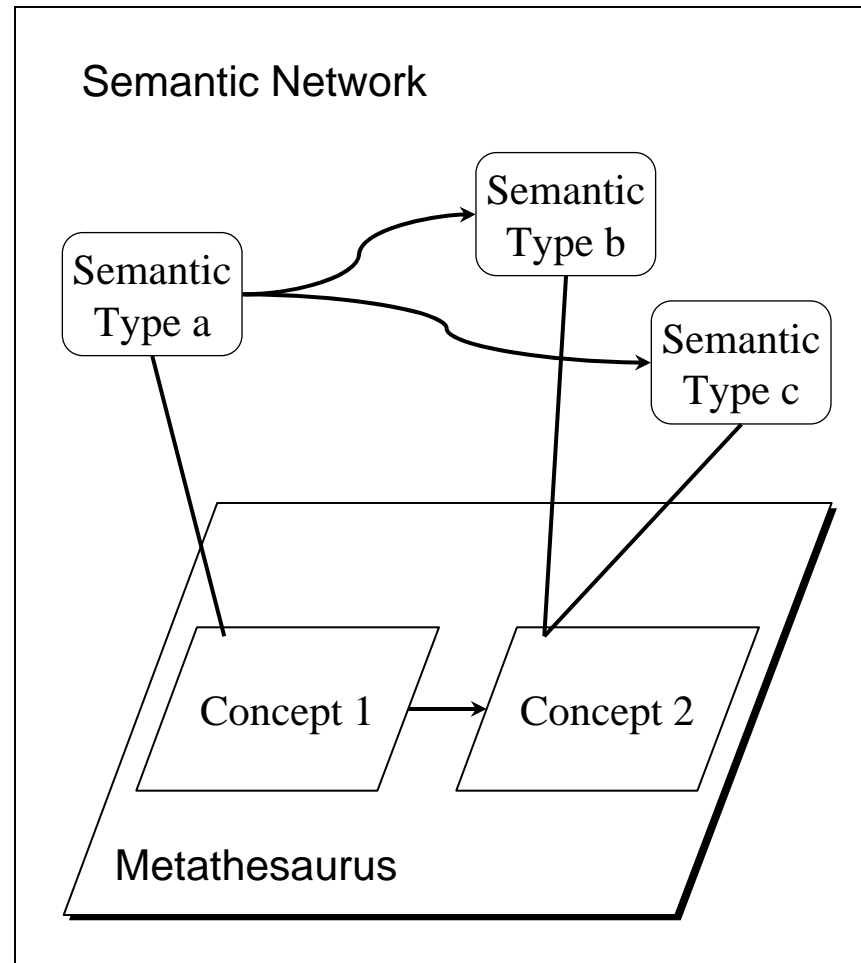 Semantic Network
Semantic
Type b
Semantic
Type a
Semantic
Type c
Concept 1
Concept 2
Metathesaurus